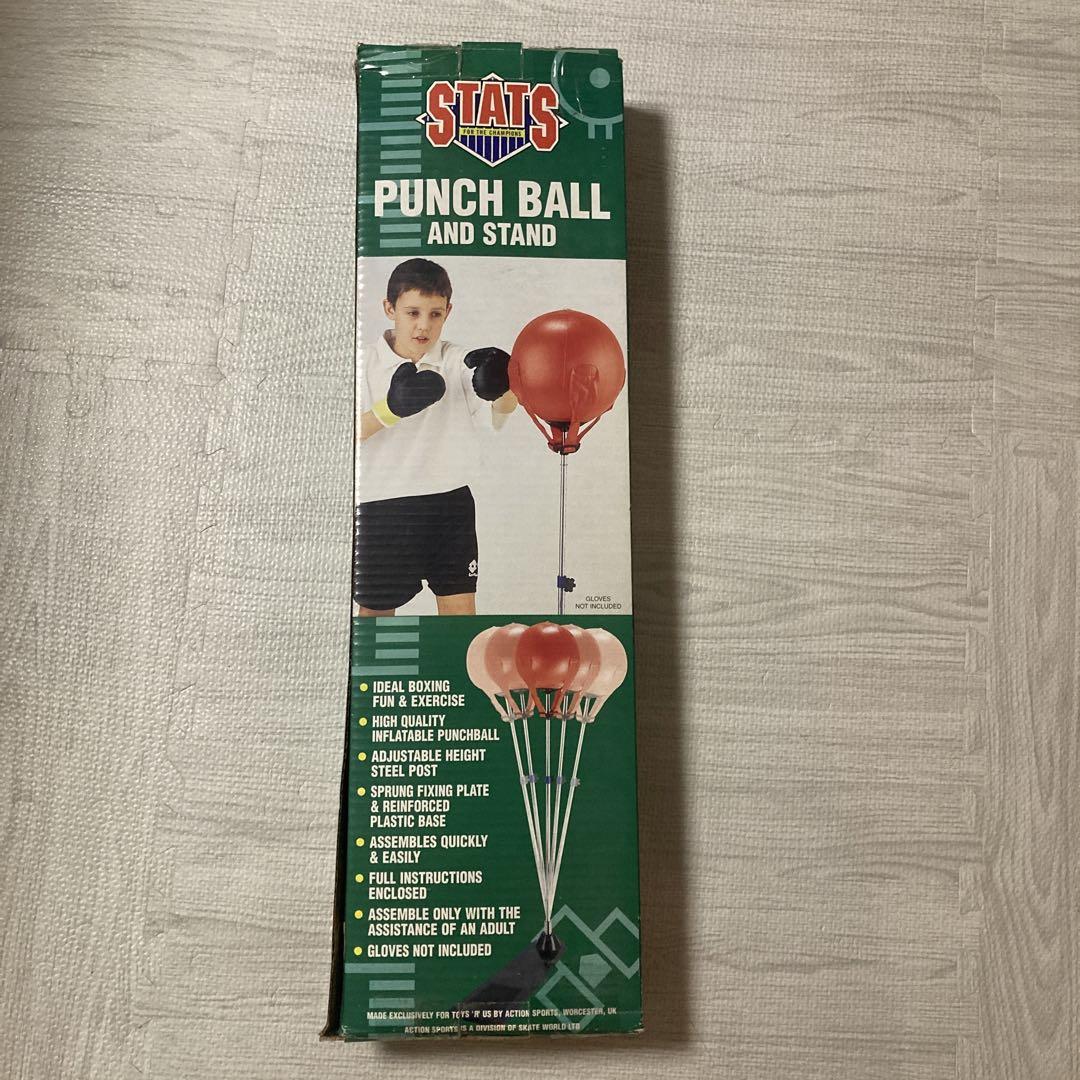 STATS
FOR THE CHAMPIONS
PUNCH BALL
AND STAND
GLOVES
NOT INCLUDED
IDEAL BOXING
FUN & EXERCISE
HIGH QUALITY
INFLATABLE PUNCHBALL
ADJUSTABLE HEIGHT
STEEL POST
SPRUNG FIXING PLATE
& REINFORCED
PLASTIC BASE
ASSEMBLES QUICKLY
& EASILY
FULL INSTRUCTIONS
ENCLOSED
ASSEMBLE ONLY WITH THE
ASSISTANCE OF AN ADULT
GLOVES NOT INCLUDED
MADE EXCLUSIVELY FOR TOYS 'R' US BY ACTION SPORTS, WORCESTER, UK
ACTION SPORTS IS A DIVISION OF SKATE WORLD LTD